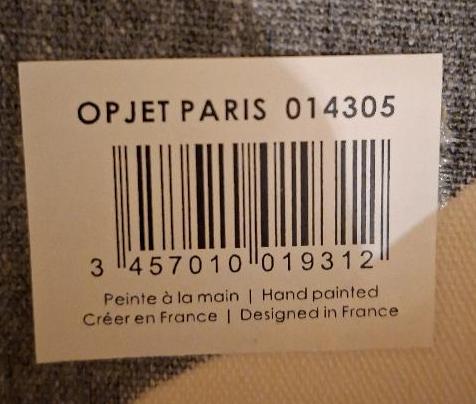 OPJET PARIS 014305
3 457010 019312
Peinte à la main | Hand painted
Créer en France | Designed in France